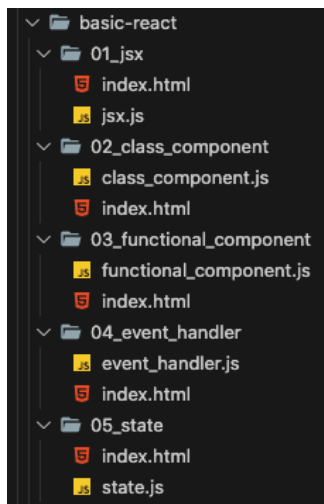 basic-react
01_jsx
index.html
jsx.js
02_class_component
class_component.js
index.html
03_functional_component
functional_component.js
index.html
04_event_handler
event_handler.js
index.html
05_state
index.html
state.js